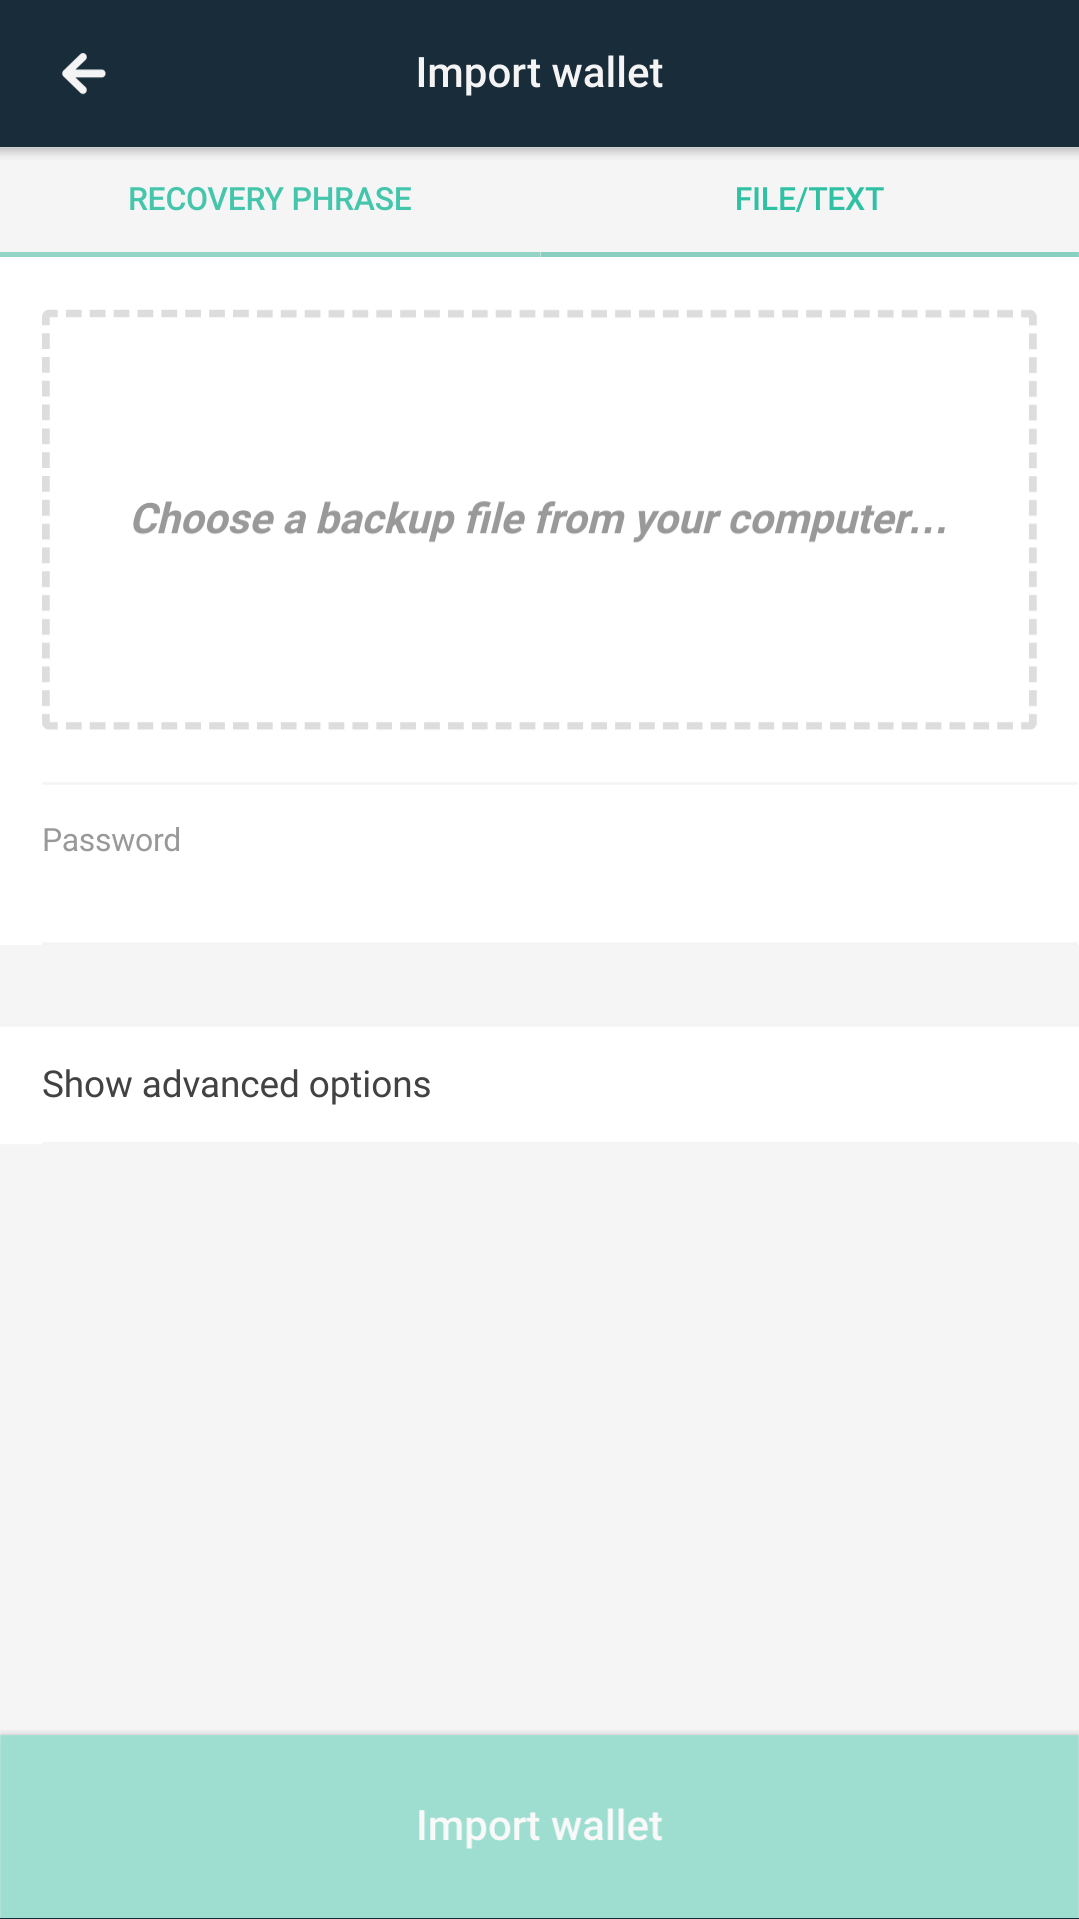 Import wallet
RECOVERY PHRASE
FILE/TEXT
Choose a backup file from your computer...
Password
Show advanced options
Import wallet